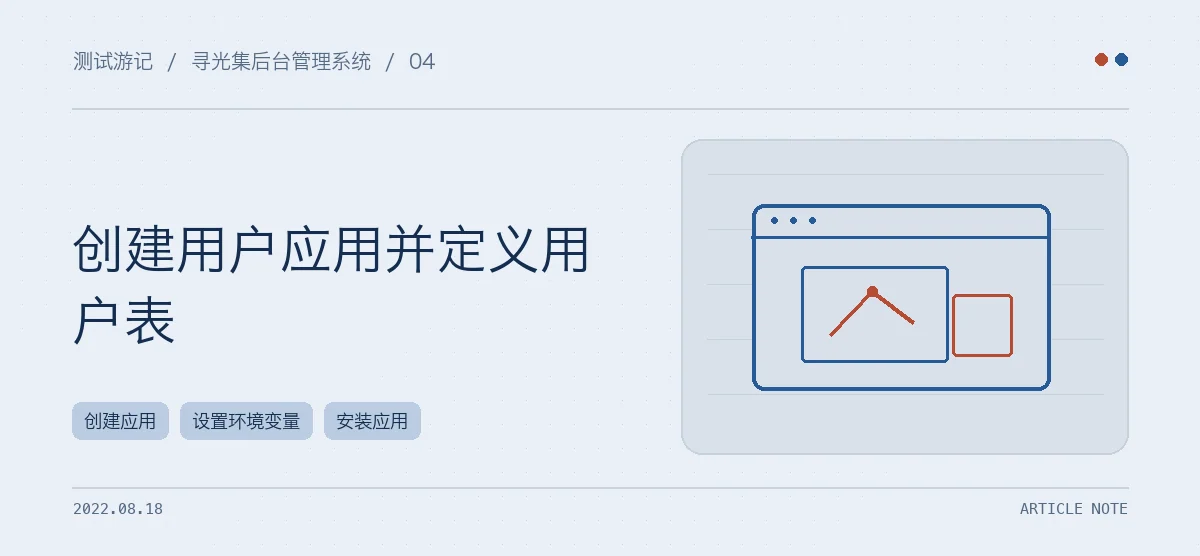 测试游记 / 寻光集后台管理系统 / 04
创建用户应用并定义用
户表
创建应用 设置环境变量 安装应用
2022.08.18 ARTICLE NOTE